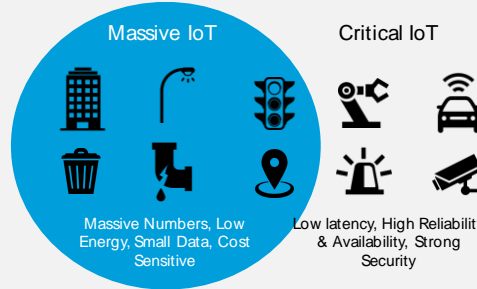 Massive IoT
Critical IoT
Massive Numbers, Low
Energy, Small Data, Cost
Sensitive
Low latency, High Reliabilit
& Availability, Strong
Security